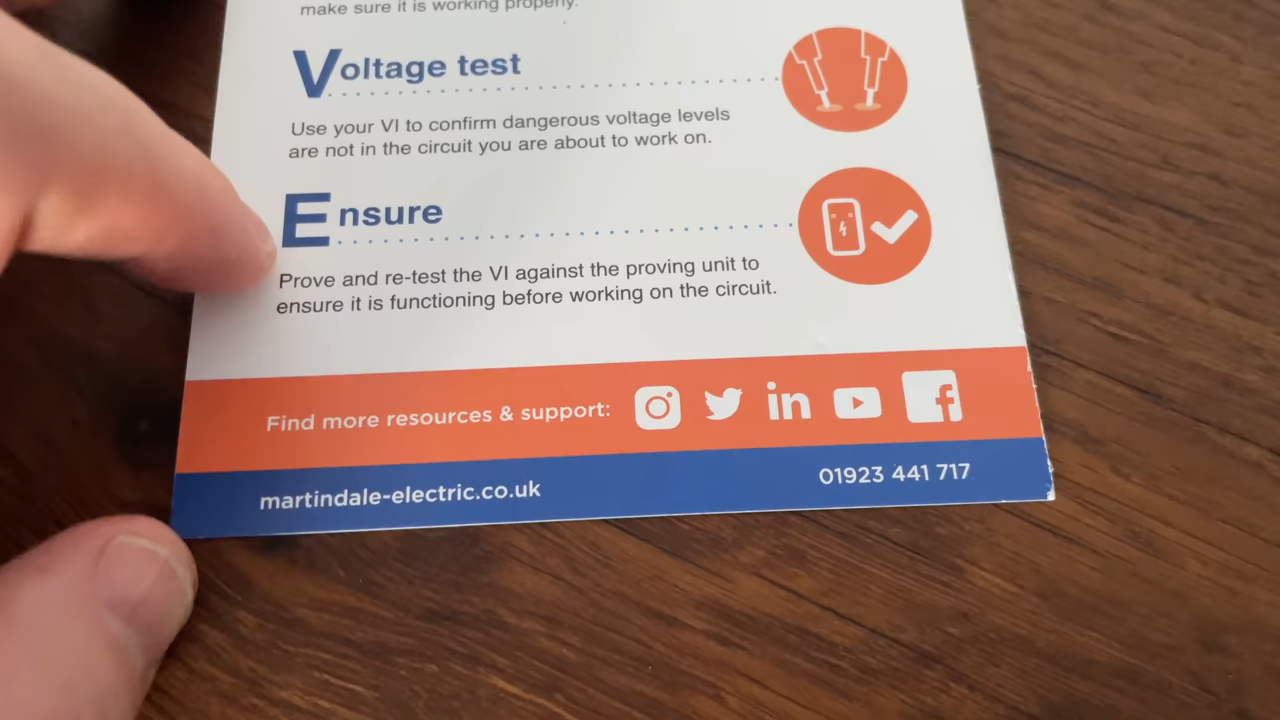 make sure it is working properly.
Voltage test
Use your VI to confirm dangerous voltage levels
are not in the circuit you are about to work on.
Ensure
Prove and re-test the VI against the proving unit to
ensure it is functioning before working on the circuit.
Find more resources & support:
martindale-electric.co.uk
01923 441 717